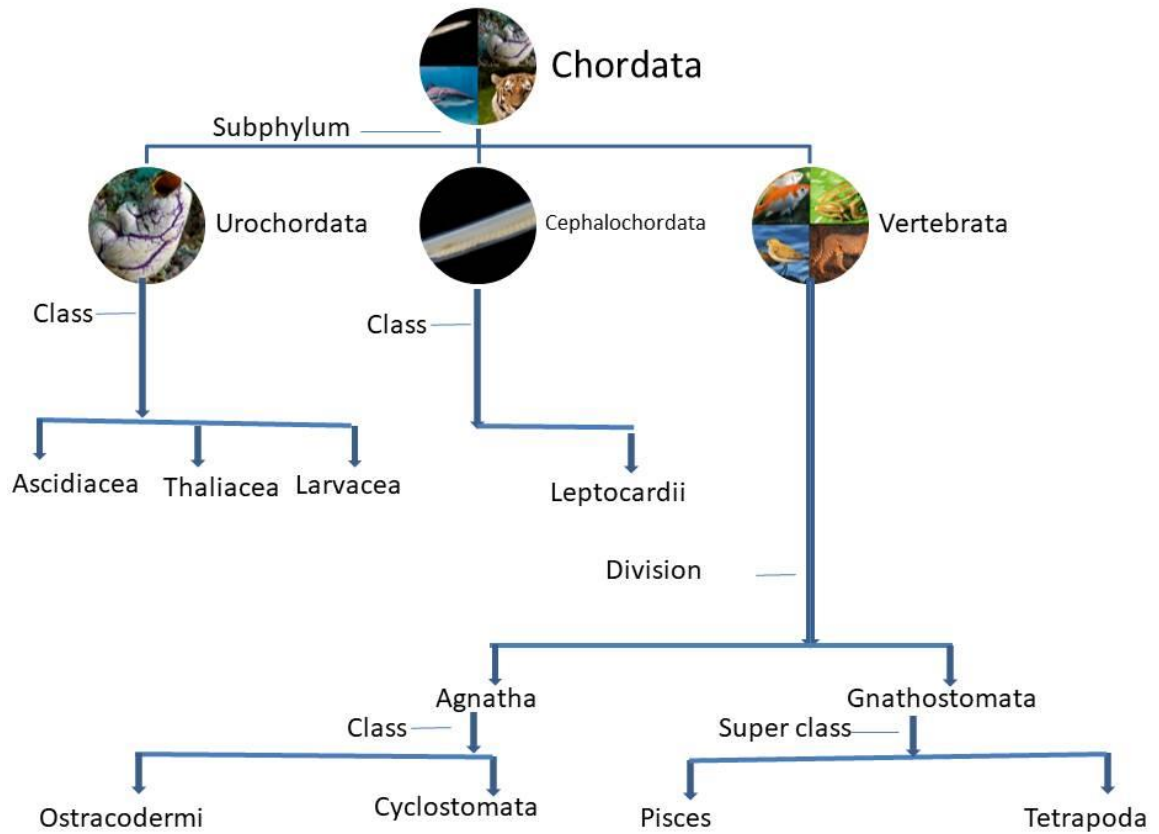 Chordata
Subphylum
Urochordata
Cephalochordata
Vertebrata
Class
Class
Ascidiacea
Thaliacea
Larvacea
Leptocardii
Division
Agnatha
Gnathostomata
Class
Super class
Ostracodermi
Cyclostomata
Pisces
Tetrapoda